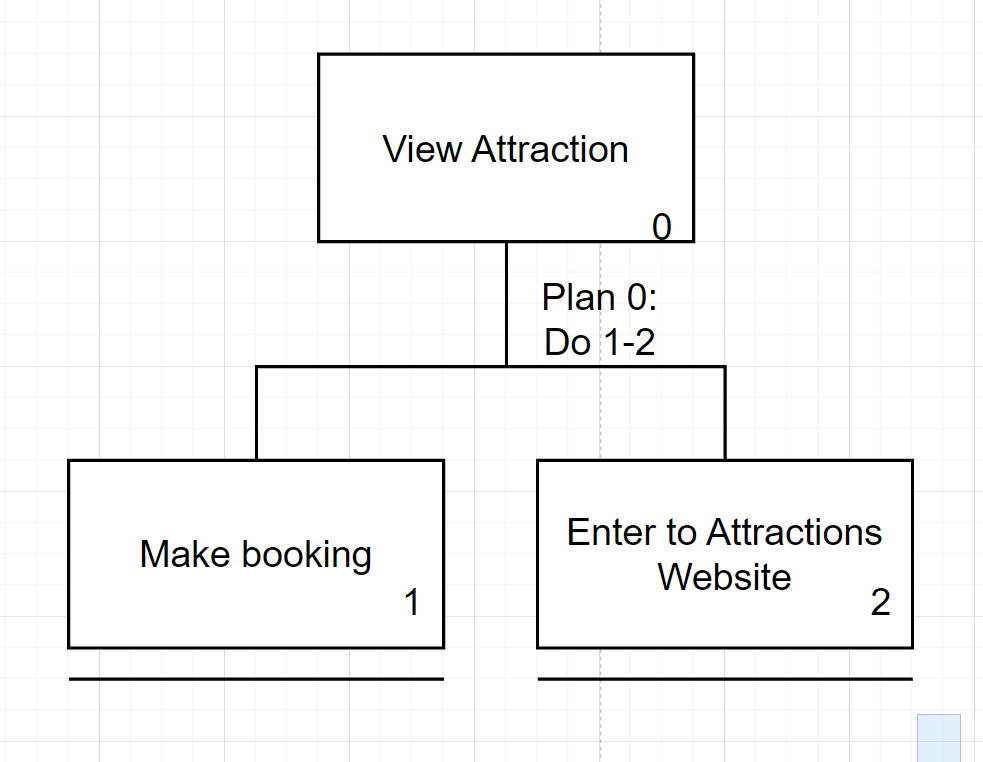 View Attraction
0
Plan 0:
Do 1-2
Make booking
1
Enter to Attractions
Website
2